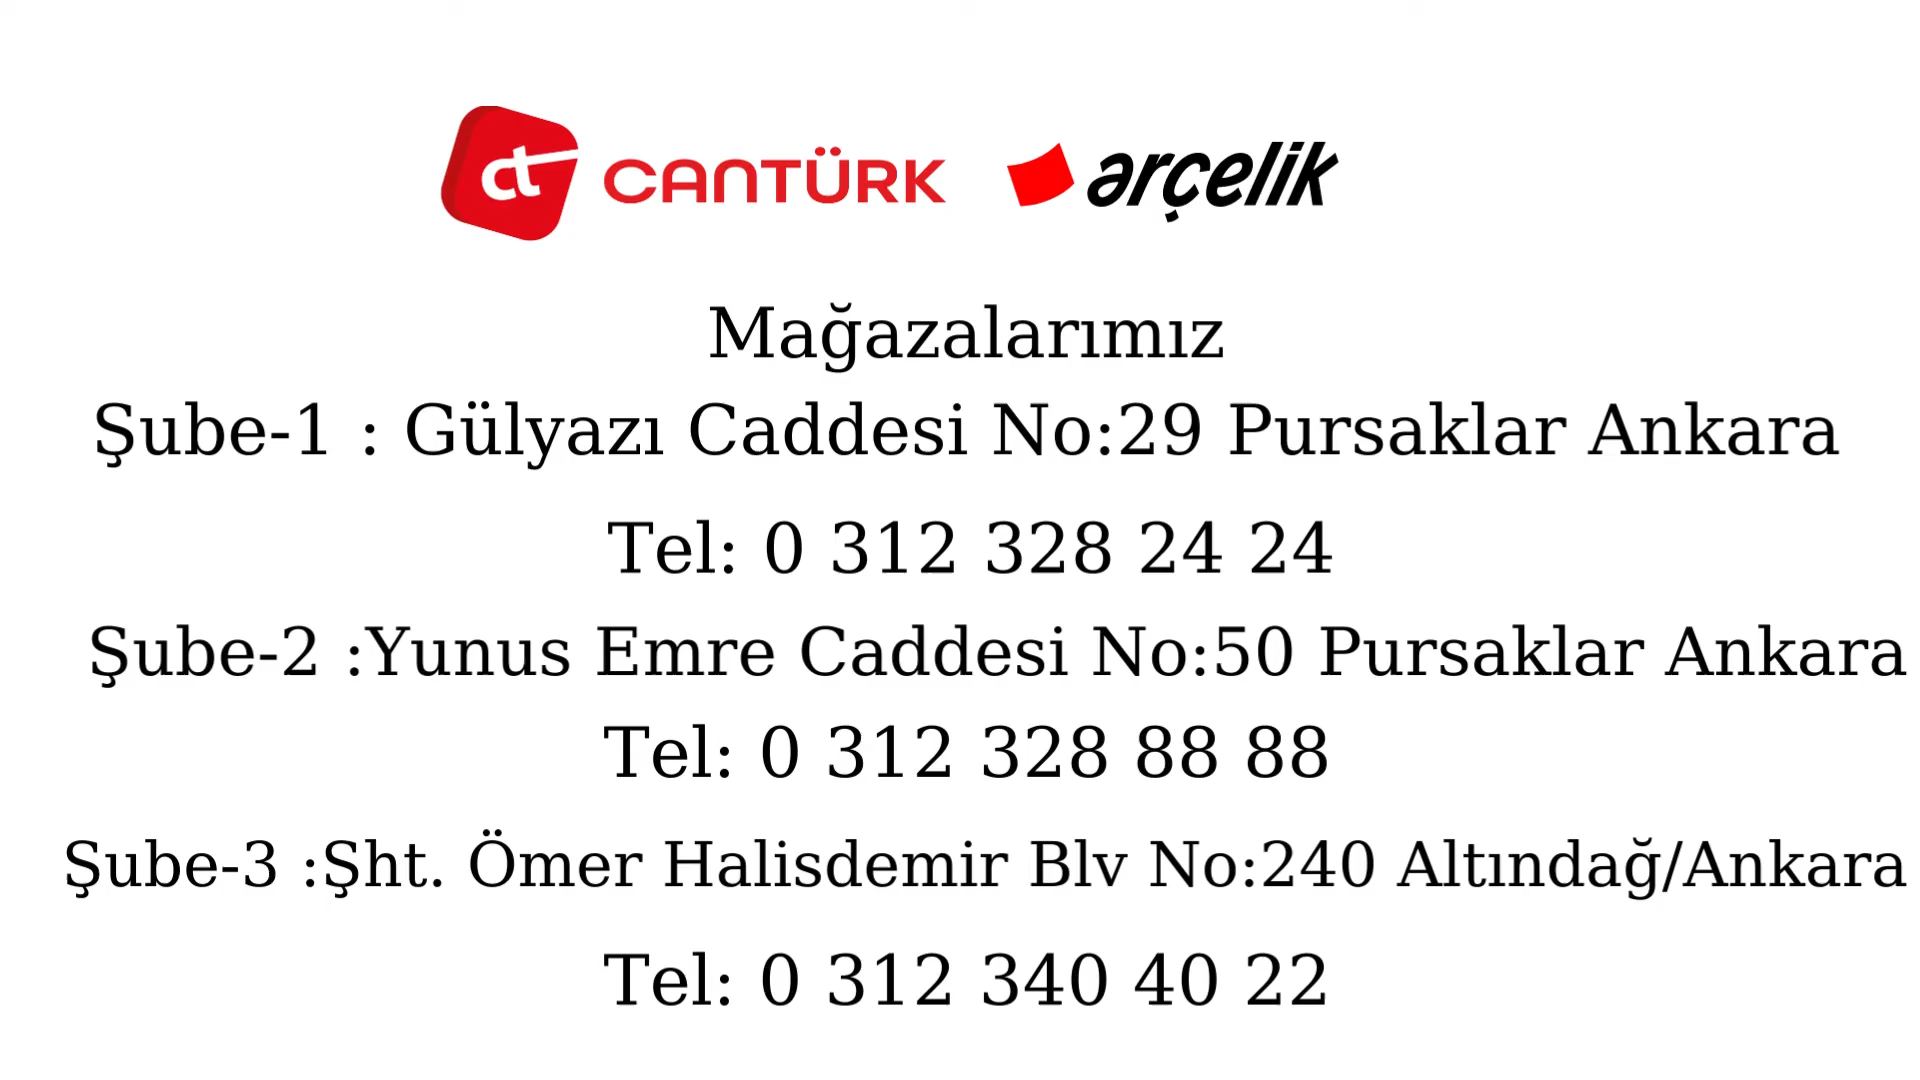 ct CANTÜRK arçelik
Mağazalarımız
Şube-1 : Gülyazı Caddesi No:29 Pursaklar Ankara
Tel: 0 312 328 24 24
Şube-2 :Yunus Emre Caddesi No:50 Pursaklar Ankara
Tel: 0 312 328 88 88
Şube-3 :Şht. Ömer Halisdemir Blv No:240 Altındağ/Ankara
Tel: 0 312 340 40 22